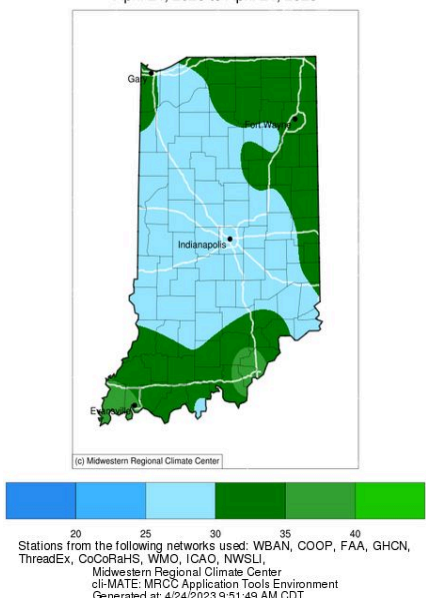 Gary
Fort Wayne
Indianapolis
Evansville
(c) Midwestern Regional Climate Center
20 25 30 35 40
Stations from the following networks used: WBAN, COOP, FAA, GHCN,
ThreadEx, CoCoRaHS, WMO, ICAO, NWSLI,
Midwestern Regional Climate Center
cli-MATE: MRCC Application Tools Environment
Generated at: 4/24/2023 9:51:49 AM CDT